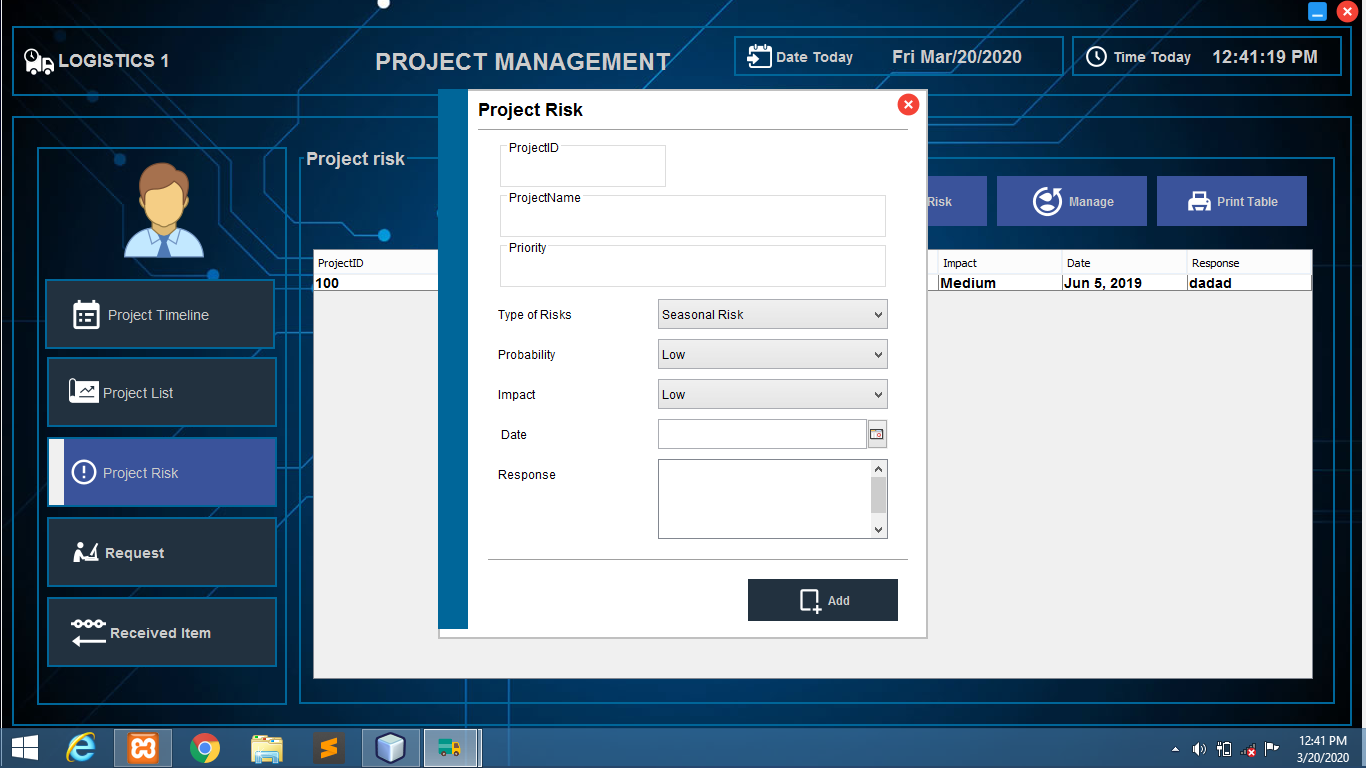 LOGISTICS 1
PROJECT MANAGEMENT
Date Today Fri Mar/20/2020
Time Today 12:41:19 PM
Project Timeline
Project List
Project Risk
Request
Received Item
Project risk
Risk
Manage
Print Table
ProjectID Impact Date Response
100 Medium Jun 5, 2019 dadad
Project Risk
ProjectID
ProjectName
Priority
Type of Risks Seasonal Risk
Probability Low
Impact Low
Date
Response
Add
12:41 PM
3/20/2020